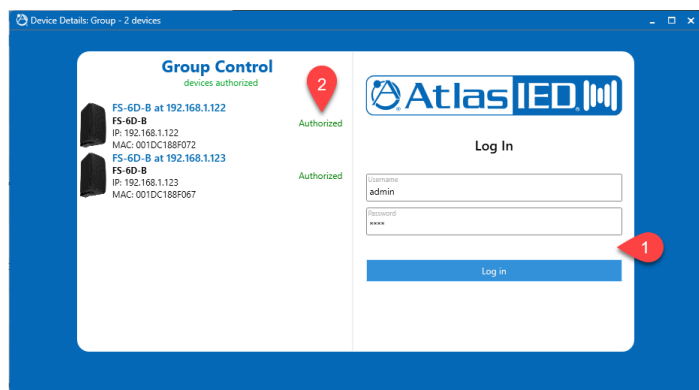 Device Details: Group - 2 devices
Group Control
devices authorized
2
FS-6D-B at 192.168.1.122
FS-6D-B
Authorized
IP: 192.168.1.122
MAC: 001DC188F072
FS-6D-B at 192.168.1.123
FS-6D-B
Authorized
IP: 192.168.1.123
MAC: 001DC188F067
Atlas IED
Log In
Username
admin
Password
****
1
Log in